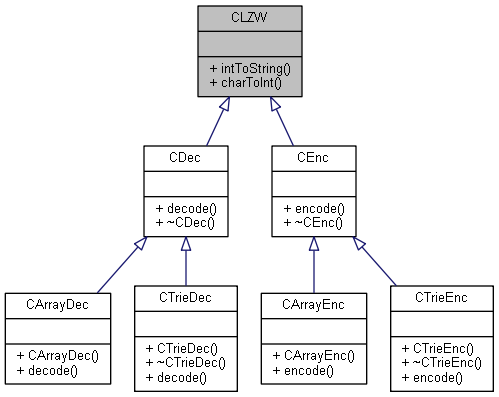 CLZW
+ intToString()
+ charToInt()
CDec
+ decode()
+ ~CDec()
CEnc
+ encode()
+ ~CEnc()
CArrayDec
+ CArrayDec()
+ decode()
CTrieDec
+ CTrieDec()
+ ~CTrieDec()
+ decode()
CArrayEnc
+ CArrayEnc()
+ encode()
CTrieEnc
+ CTrieEnc()
+ ~CTrieEnc()
+ encode()